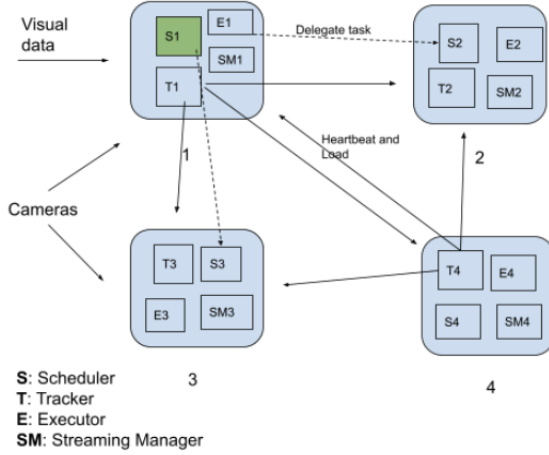 Visual
data
S1
E1
SM1
T1
Delegate task
S2
E2
T2
SM2
Heartbeat and
Load
1
2
Cameras
T3
S3
E3
SM3
T4
E4
S4
SM4
3
4
S: Scheduler
T: Tracker
E: Executor
SM: Streaming Manager